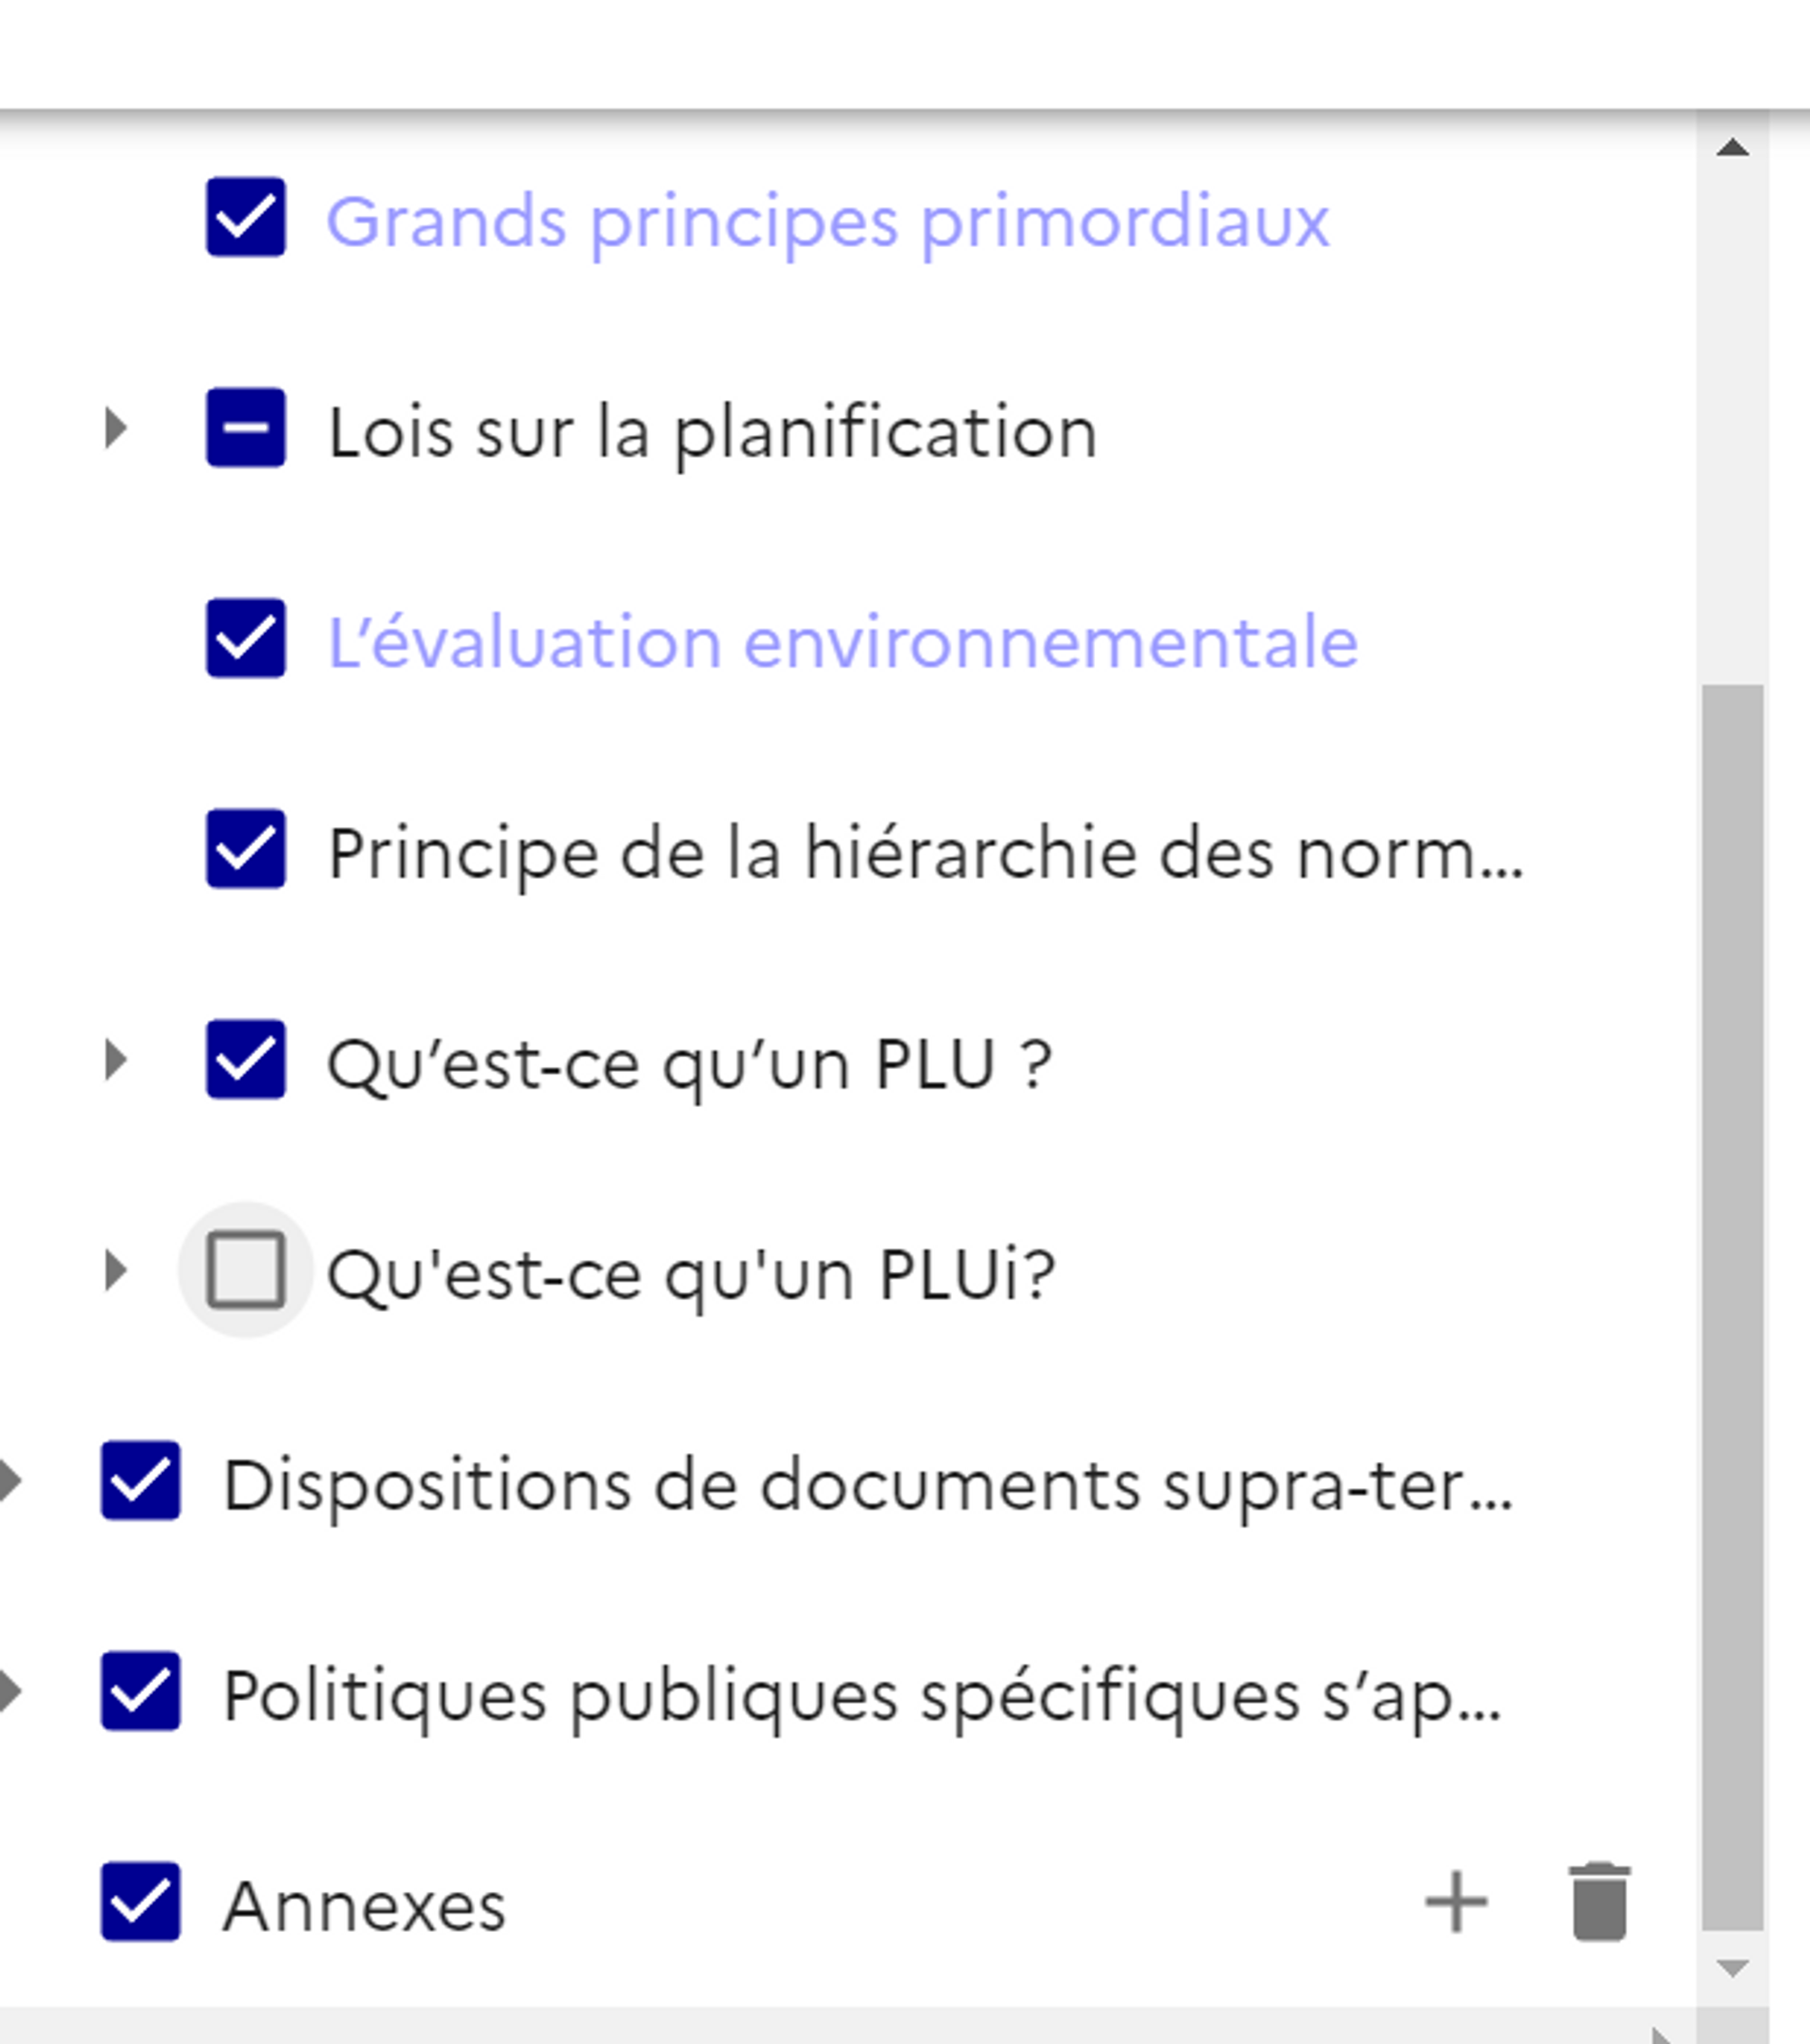 Grands principes primordiaux
Lois sur la planification
L’évaluation environnementale
Principe de la hiérarchie des norm...
Qu’est-ce qu’un PLU ?
Qu'est-ce qu'un PLUi?
Dispositions de documents supra-ter...
Politiques publiques spécifiques s’ap...
Annexes